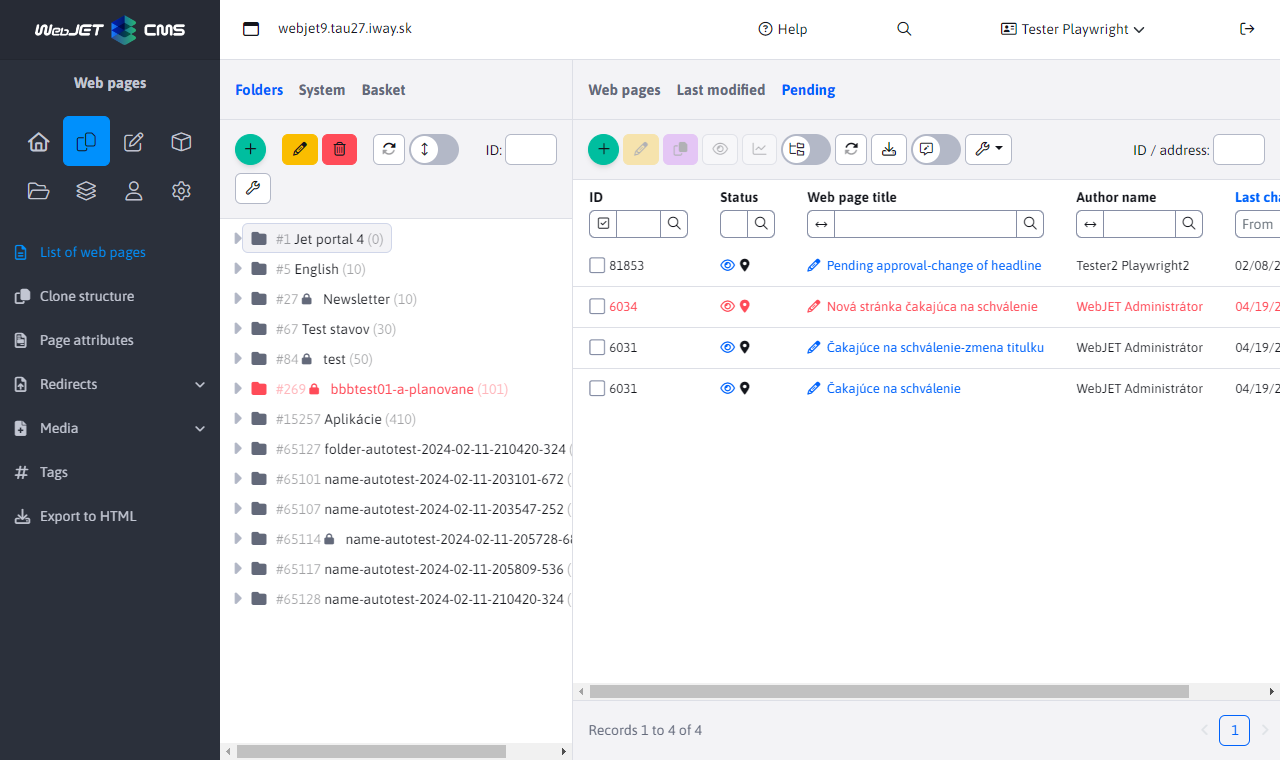 WebJET CMS
webjet9.tau27.iway.sk
Help
Tester Playwright
Web pages
List of web pages
Clone structure
Page attributes
Redirects
Media
Tags
Export to HTML
Folders System Basket
ID:
#1 Jet portal 4 (0)
#5 English (10)
#27 Newsletter (10)
#67 Test stavov (30)
#84 test (50)
#269 bbbtest01-a-planovane (101)
#15257 Aplikácie (410)
#65127 folder-autotest-2024-02-11-210420-324 (
#65101 name-autotest-2024-02-11-203101-672 (
#65107 name-autotest-2024-02-11-203547-252 (
#65114 name-autotest-2024-02-11-205728-68
#65117 name-autotest-2024-02-11-205809-536 (
#65128 name-autotest-2024-02-11-210420-324 (
Web pages Last modified Pending
ID / address:
ID Status Web page title Author name Last cha
From
81853 Pending approval-change of headline Tester2 Playwright2 02/08/2
6034 Nová stránka čakajúca na schválenie WebJET Administrátor 04/19/2
6031 Čakajúce na schválenie-zmena titulku WebJET Administrátor 04/19/2
6031 Čakajúce na schválenie WebJET Administrátor 04/19/2
Records 1 to 4 of 4
1